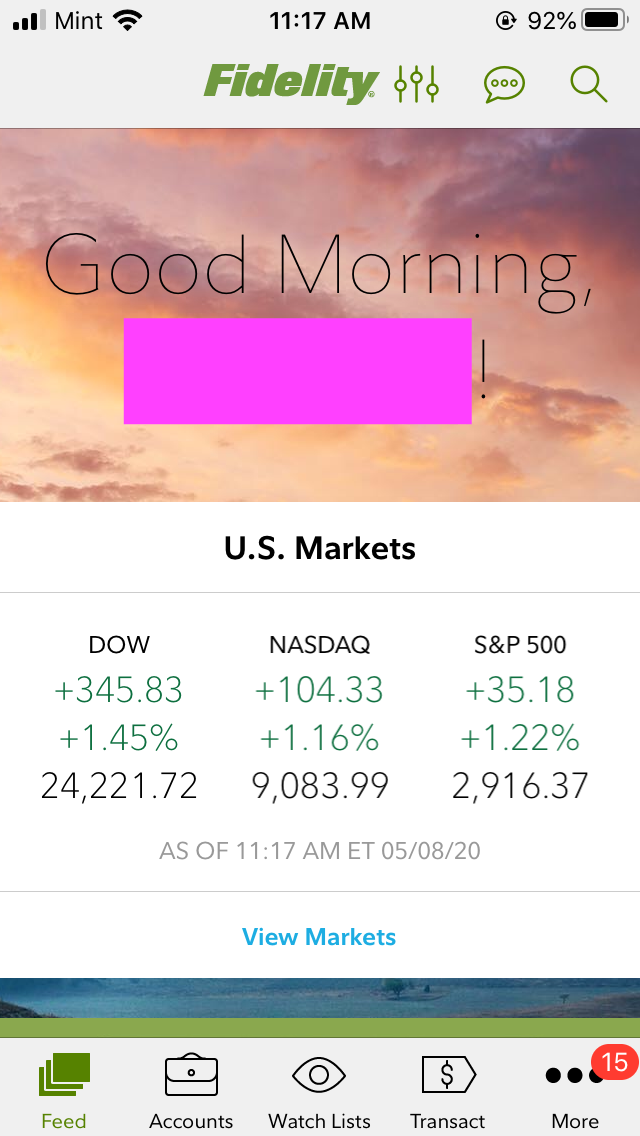 Mint 11:17 AM 92%
Fidelity®
Good Morning,
!
U.S. Markets
DOW NASDAQ S&P 500
+345.83 +104.33 +35.18
+1.45% +1.16% +1.22%
24,221.72 9,083.99 2,916.37
AS OF 11:17 AM ET 05/08/20
View Markets
15
Feed Accounts Watch Lists Transact More